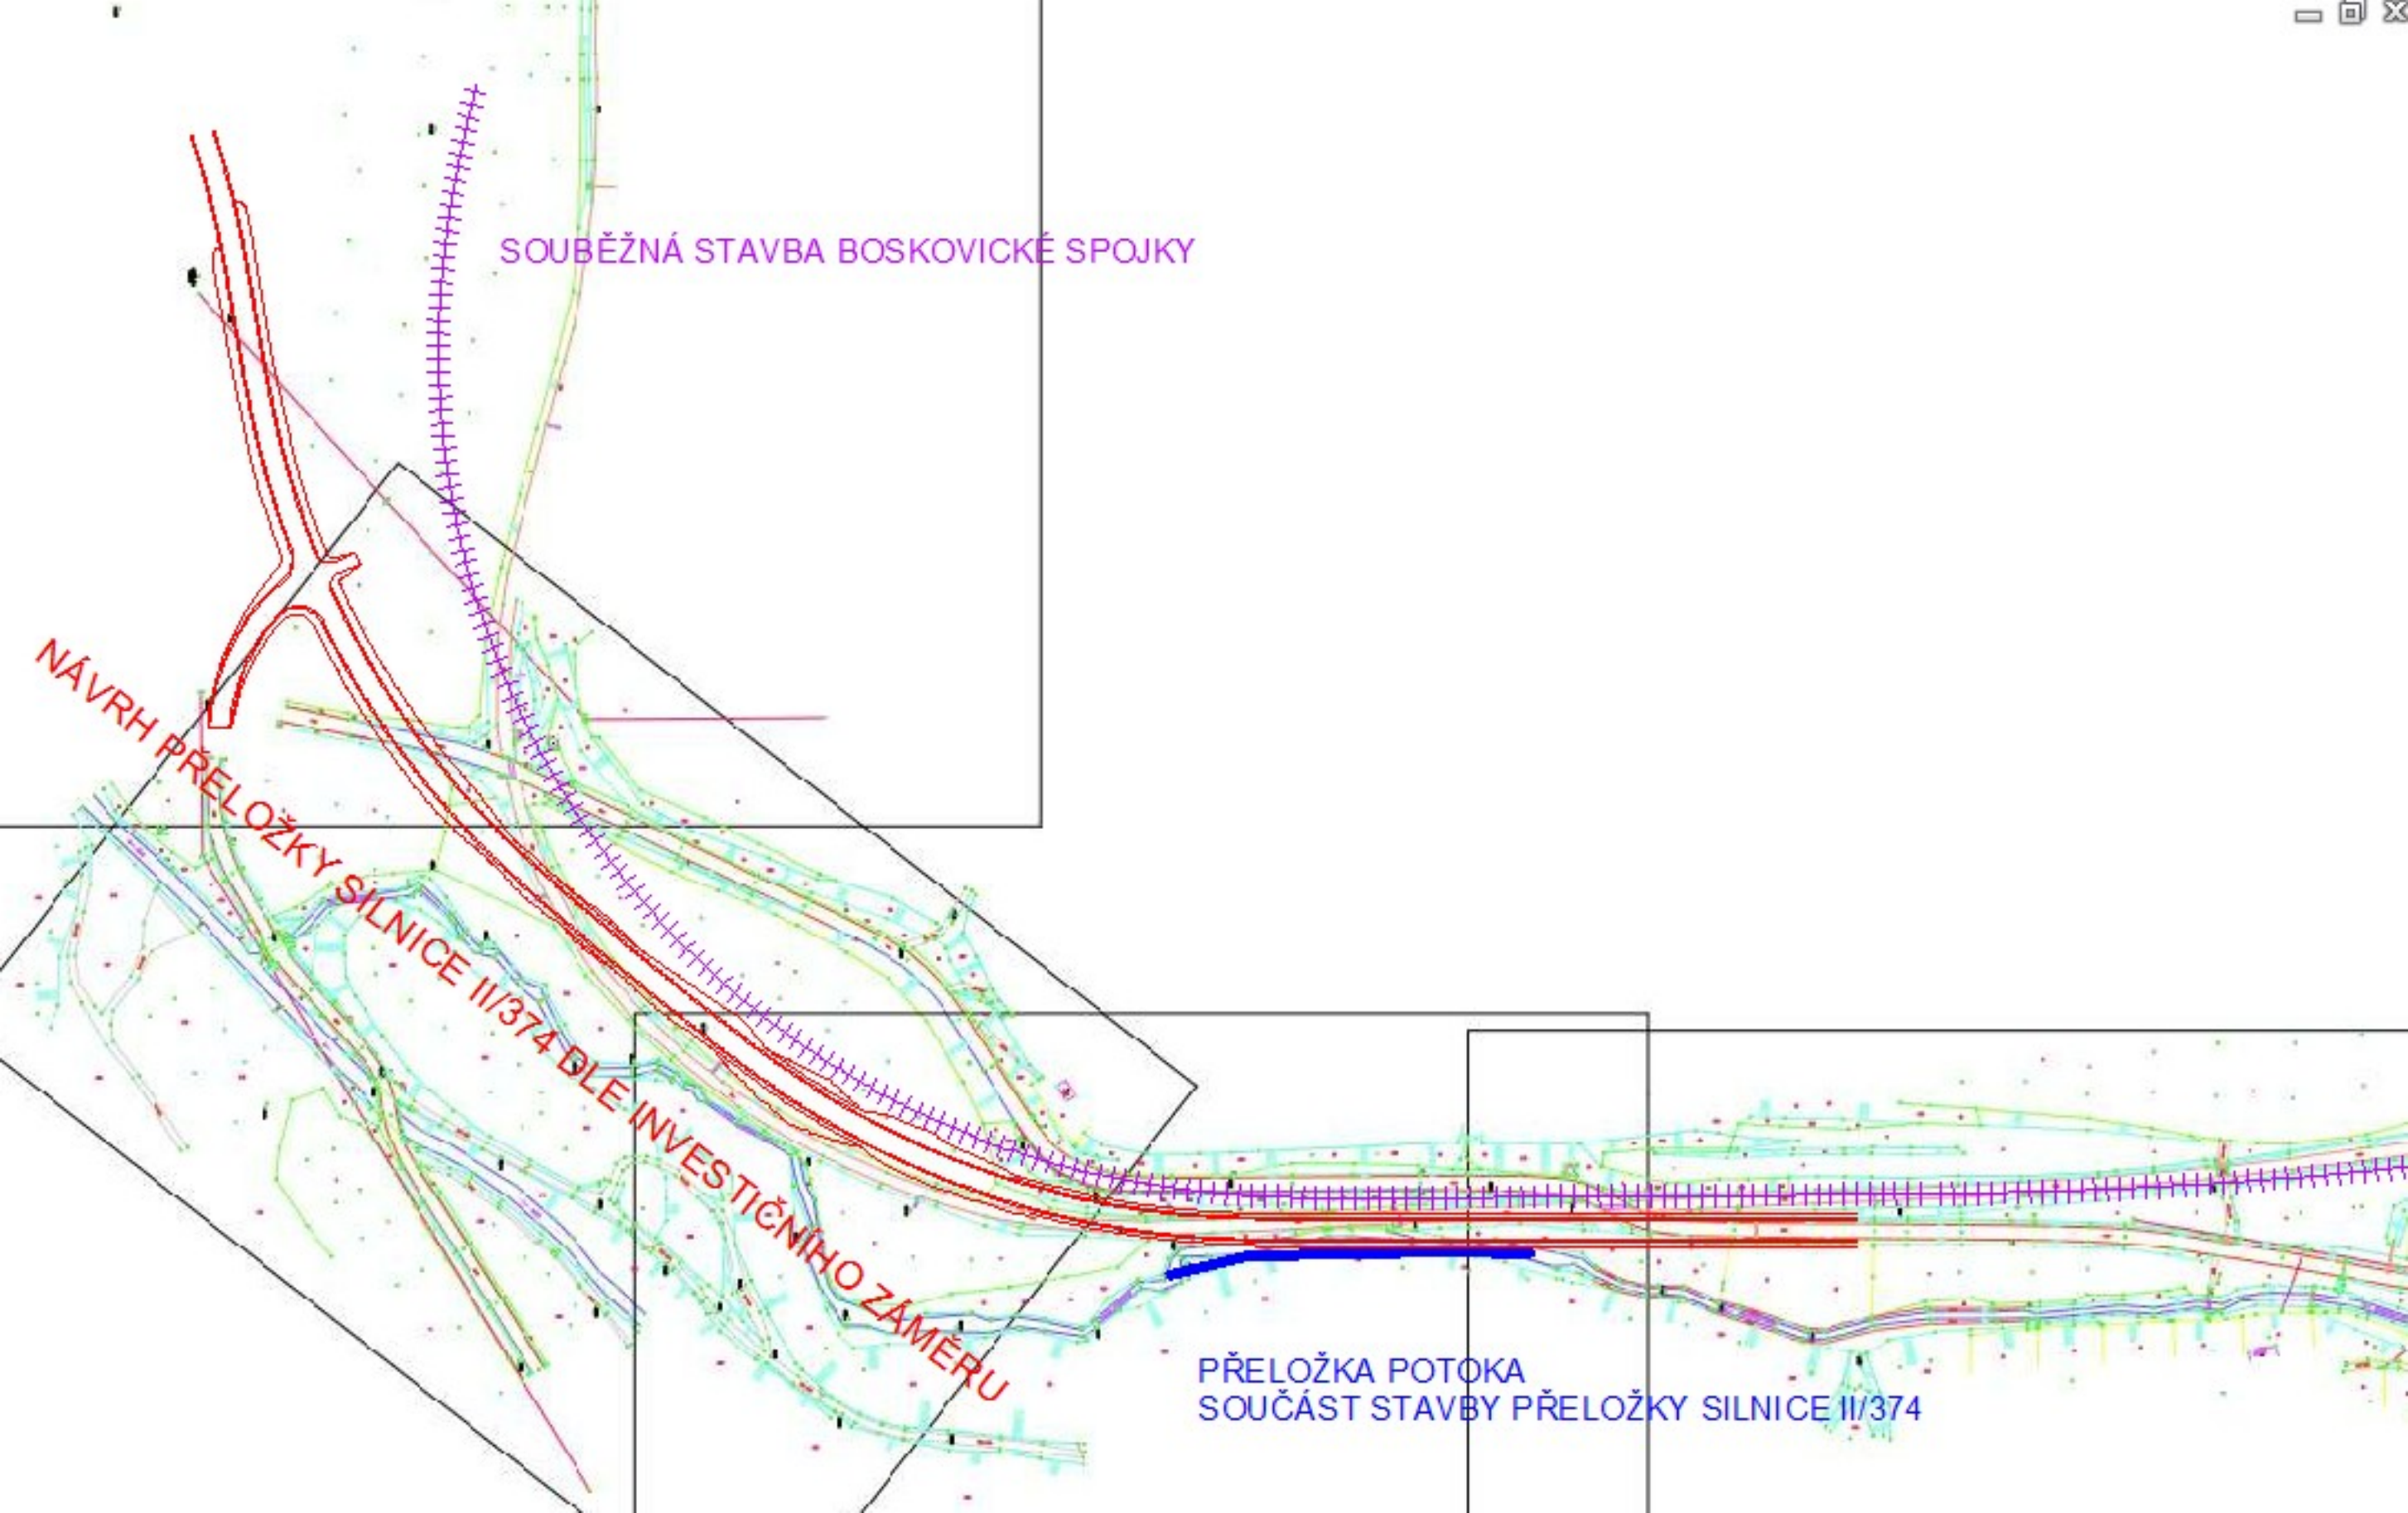 SOUBĚŽNÁ STAVBA BOSKOVICKÉ SPOJKY
NÁVRH PŘELOŽKY SILNICE II/374 DLE INVESTIČNÍHO ZÁMĚRU
PŘELOŽKA POTOKA
SOUČÁST STAVBY PŘELOŽKY SILNICE II/374